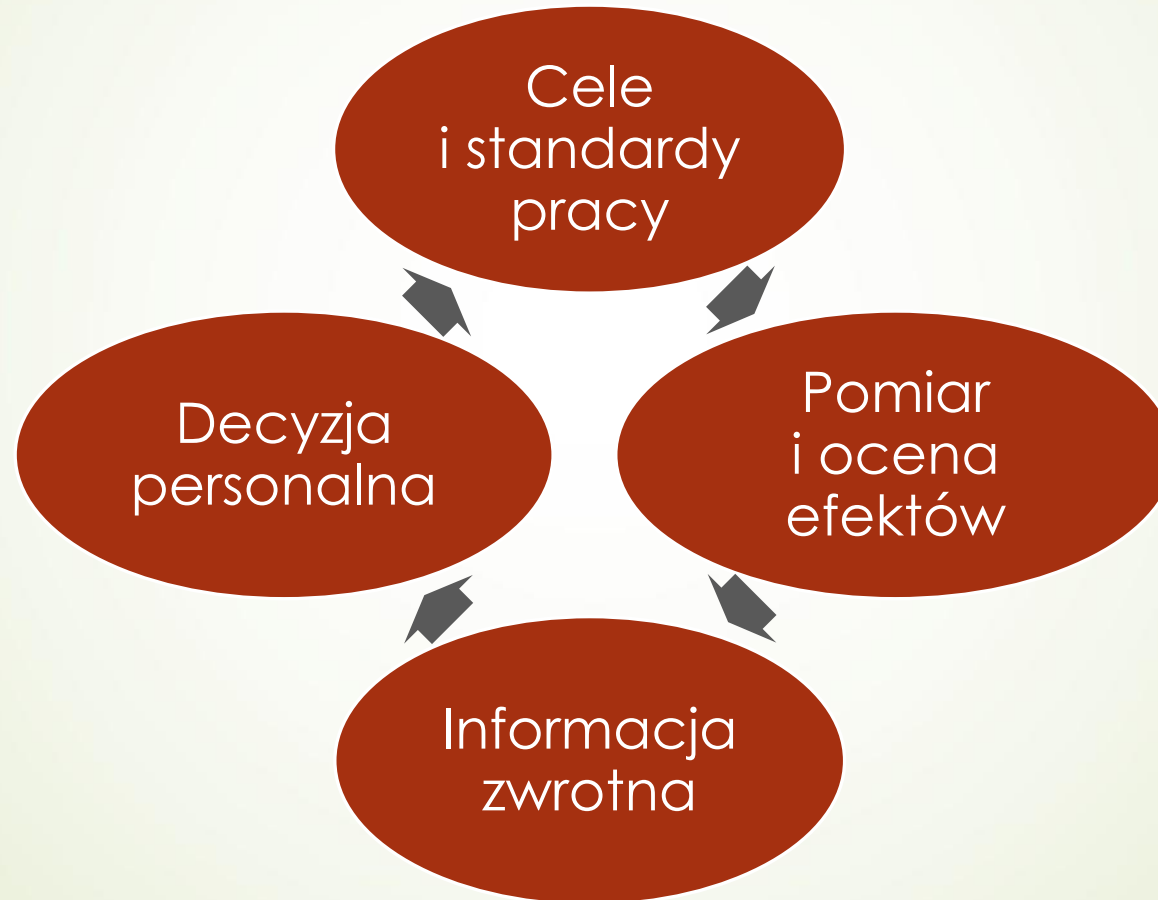 Cele
i standardy
pracy
Decyzja
personalna
Pomiar
i ocena
efektów
Informacja
zwrotna